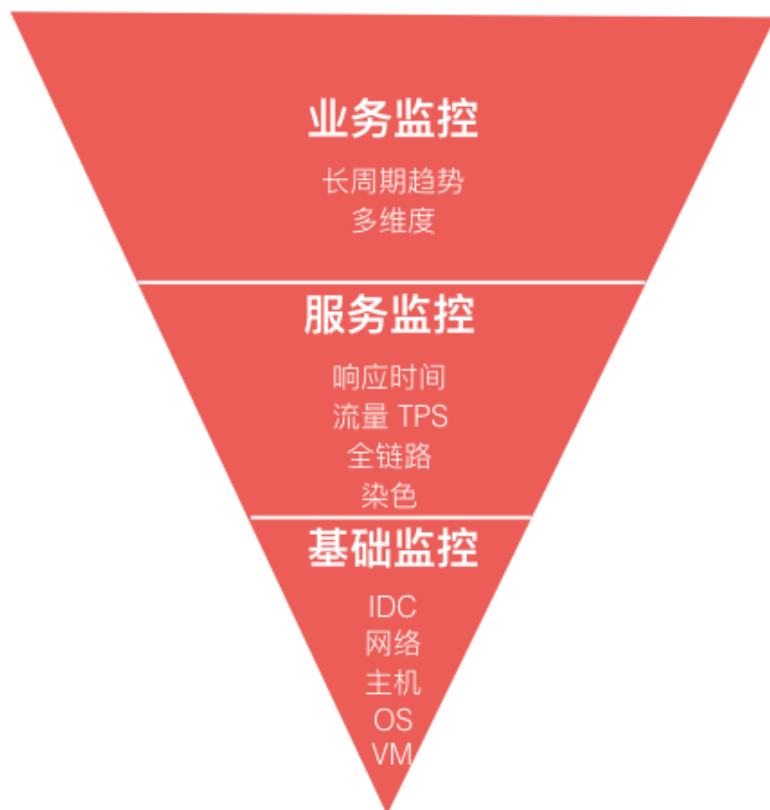 业务监控
长周期趋势
多维度
服务监控
响应时间
流量 TPS
全链路
染色
基础监控
IDC
网络
主机
OS
VM